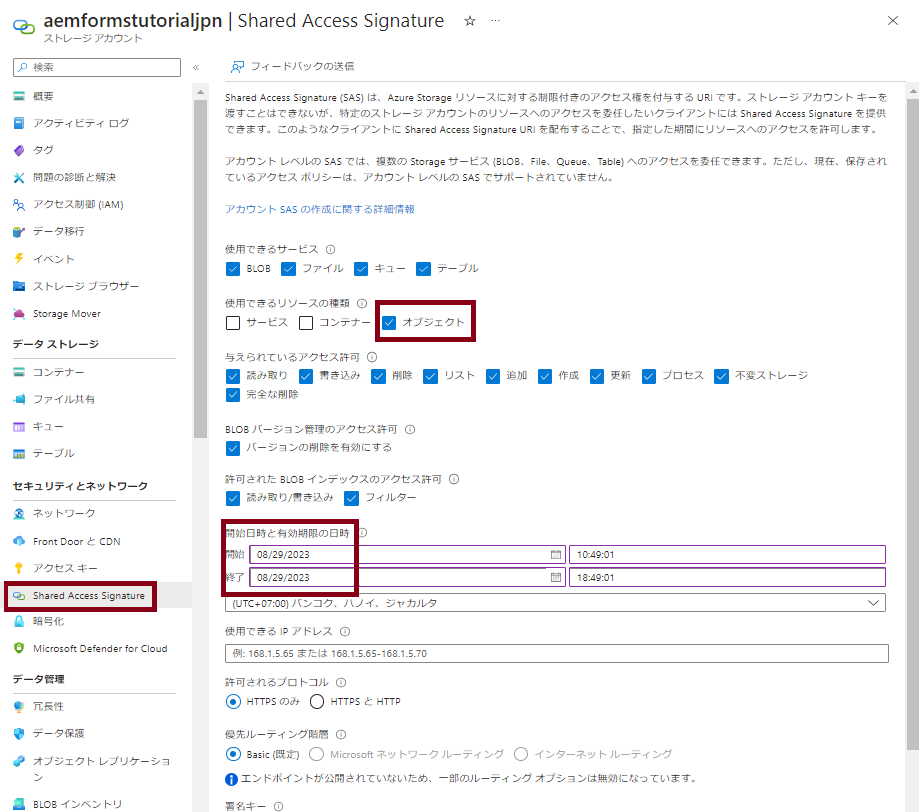 aemformstutorialjpn | Shared Access Signature ☆ ···
ストレージ アカウント
検索
概要
アクティビティ ログ
タグ
問題の診断と解決
アクセス制御 (IAM)
データ移行
イベント
ストレージ ブラウザー
Storage Mover
データ ストレージ
コンテナー
ファイル共有
キュー
テーブル
セキュリティとネットワーク
ネットワーク
Front Door と CDN
アクセス キー
Shared Access Signature
暗号化
Microsoft Defender for Cloud
データ管理
冗長性
データ保護
オブジェクト レプリケーショ
ン
BLOB インベントリ
フィードバックの送信
Shared Access Signature (SAS) は、Azure Storage リソースに対する制限付きのアクセス権を付与する URI です。ストレージ アカウント キーを
渡すことはできないが、特定のストレージ アカウントのリソースへのアクセスを委任したいクライアントには Shared Access Signature を提供
できます。このようなクライアントに Shared Access Signature URI を配布することで、指定した期間にリソースへのアクセスを許可します。
アカウント レベルの SAS では、複数の Storage サービス (BLOB、File、Queue、Table) へのアクセスを委任できます。ただし、現在、保存され
ているアクセス ポリシーは、アカウント レベルの SAS でサポートされていません。
アカウント SAS の作成に関する詳細情報
使用できるサービス
BLOB ファイル キュー テーブル
使用できるリソースの種類
サービス コンテナー オブジェクト
与えられているアクセス許可
読み取り 書き込み 削除 リスト 追加 作成 更新 プロセス 不変ストレージ
完全な削除
BLOB バージョン管理のアクセス許可
バージョンの削除を有効にする
許可された BLOB インデックスのアクセス許可
読み取り/書き込み フィルター
開始日時と有効期限の日時
開始 08/29/2023 10:49:01
終了 08/29/2023 18:49:01
(UTC+07:00) バンコク、ハノイ、ジャカルタ
使用できる IP アドレス
例: 168.1.5.65 または 168.1.5.65-168.1.5.70
許可されるプロトコル
HTTPS のみ HTTPS と HTTP
優先ルーティング階層
Basic (既定) Microsoft ネットワーク ルーティング インターネット ルーティング
エンドポイントが公開されていないため、一部のルーティング オプションは無効になっています。
署名キー